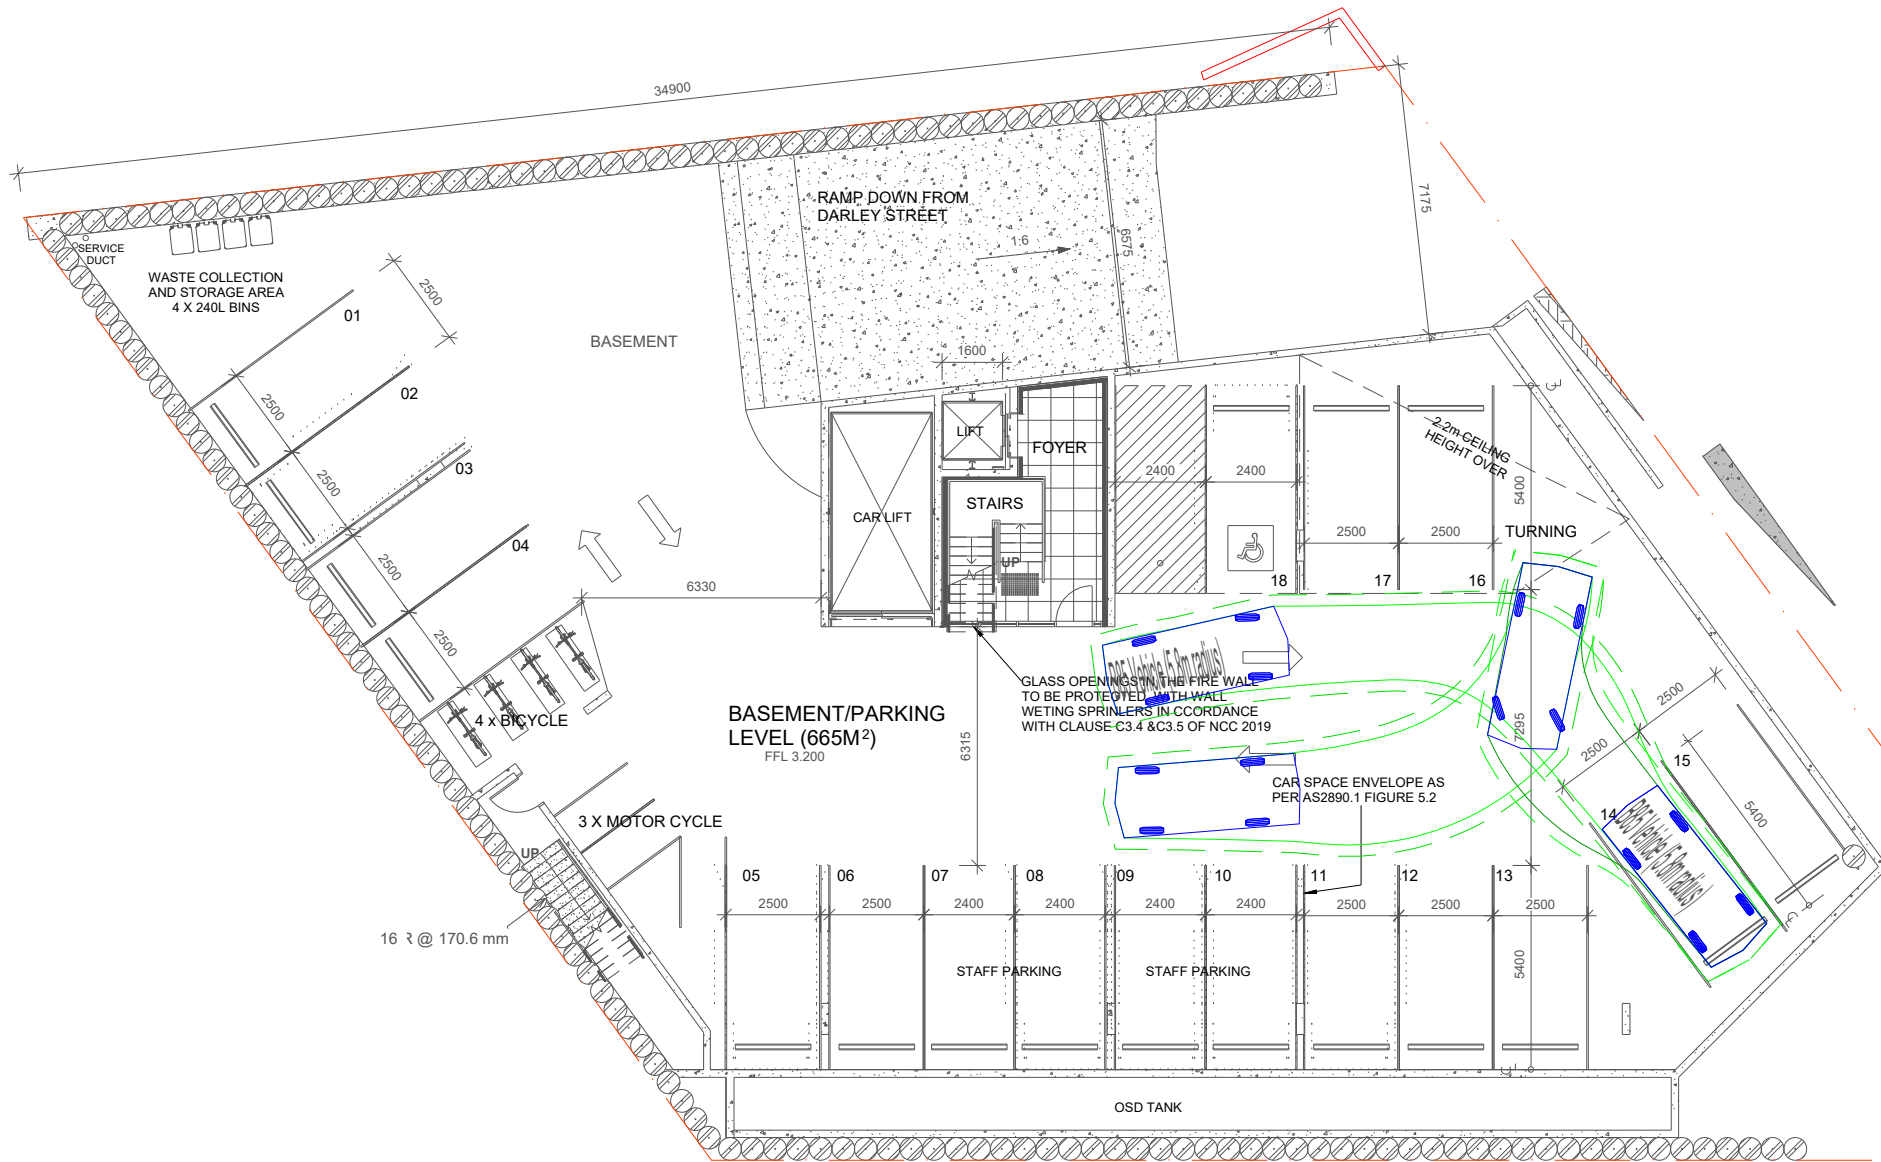 34900
7175
RAMP DOWN FROM
DARLEY STREET
1:6
6575
SERVICE
DUCT
WASTE COLLECTION
AND STORAGE AREA
4 X 240L BINS
2500
01
BASEMENT
1600
02
2500
LIFT
FOYER
2.2m CEILING
HEIGHT OVER
03
2500
2400
2400
5400
STAIRS
CAR LIFT
04
2500
2500
2500
TURNING
UP
18
17
16
6330
2500
GLASS OPENINGS IN THE FIRE WALL
TO BE PROTECTED WITH WALL
WETING SPRINLERS IN CCORDANCE
WITH CLAUSE C3.4 &C3.5 OF NCC 2019
B85 Vehicle (5.8m radius)
4 x BICYCLE
BASEMENT/PARKING
LEVEL (665M²)
FFL 3.200
6315
7295
2500
2500
15
CAR SPACE ENVELOPE AS
PER AS2890.1 FIGURE 5.2
14
5400
3 X MOTOR CYCLE
UP
05
06
07
08
09
10
11
12
13
2500
2500
2400
2400
2400
2400
2500
2500
2500
16 R @ 170.6 mm
STAFF PARKING
STAFF PARKING
5400
OSD TANK